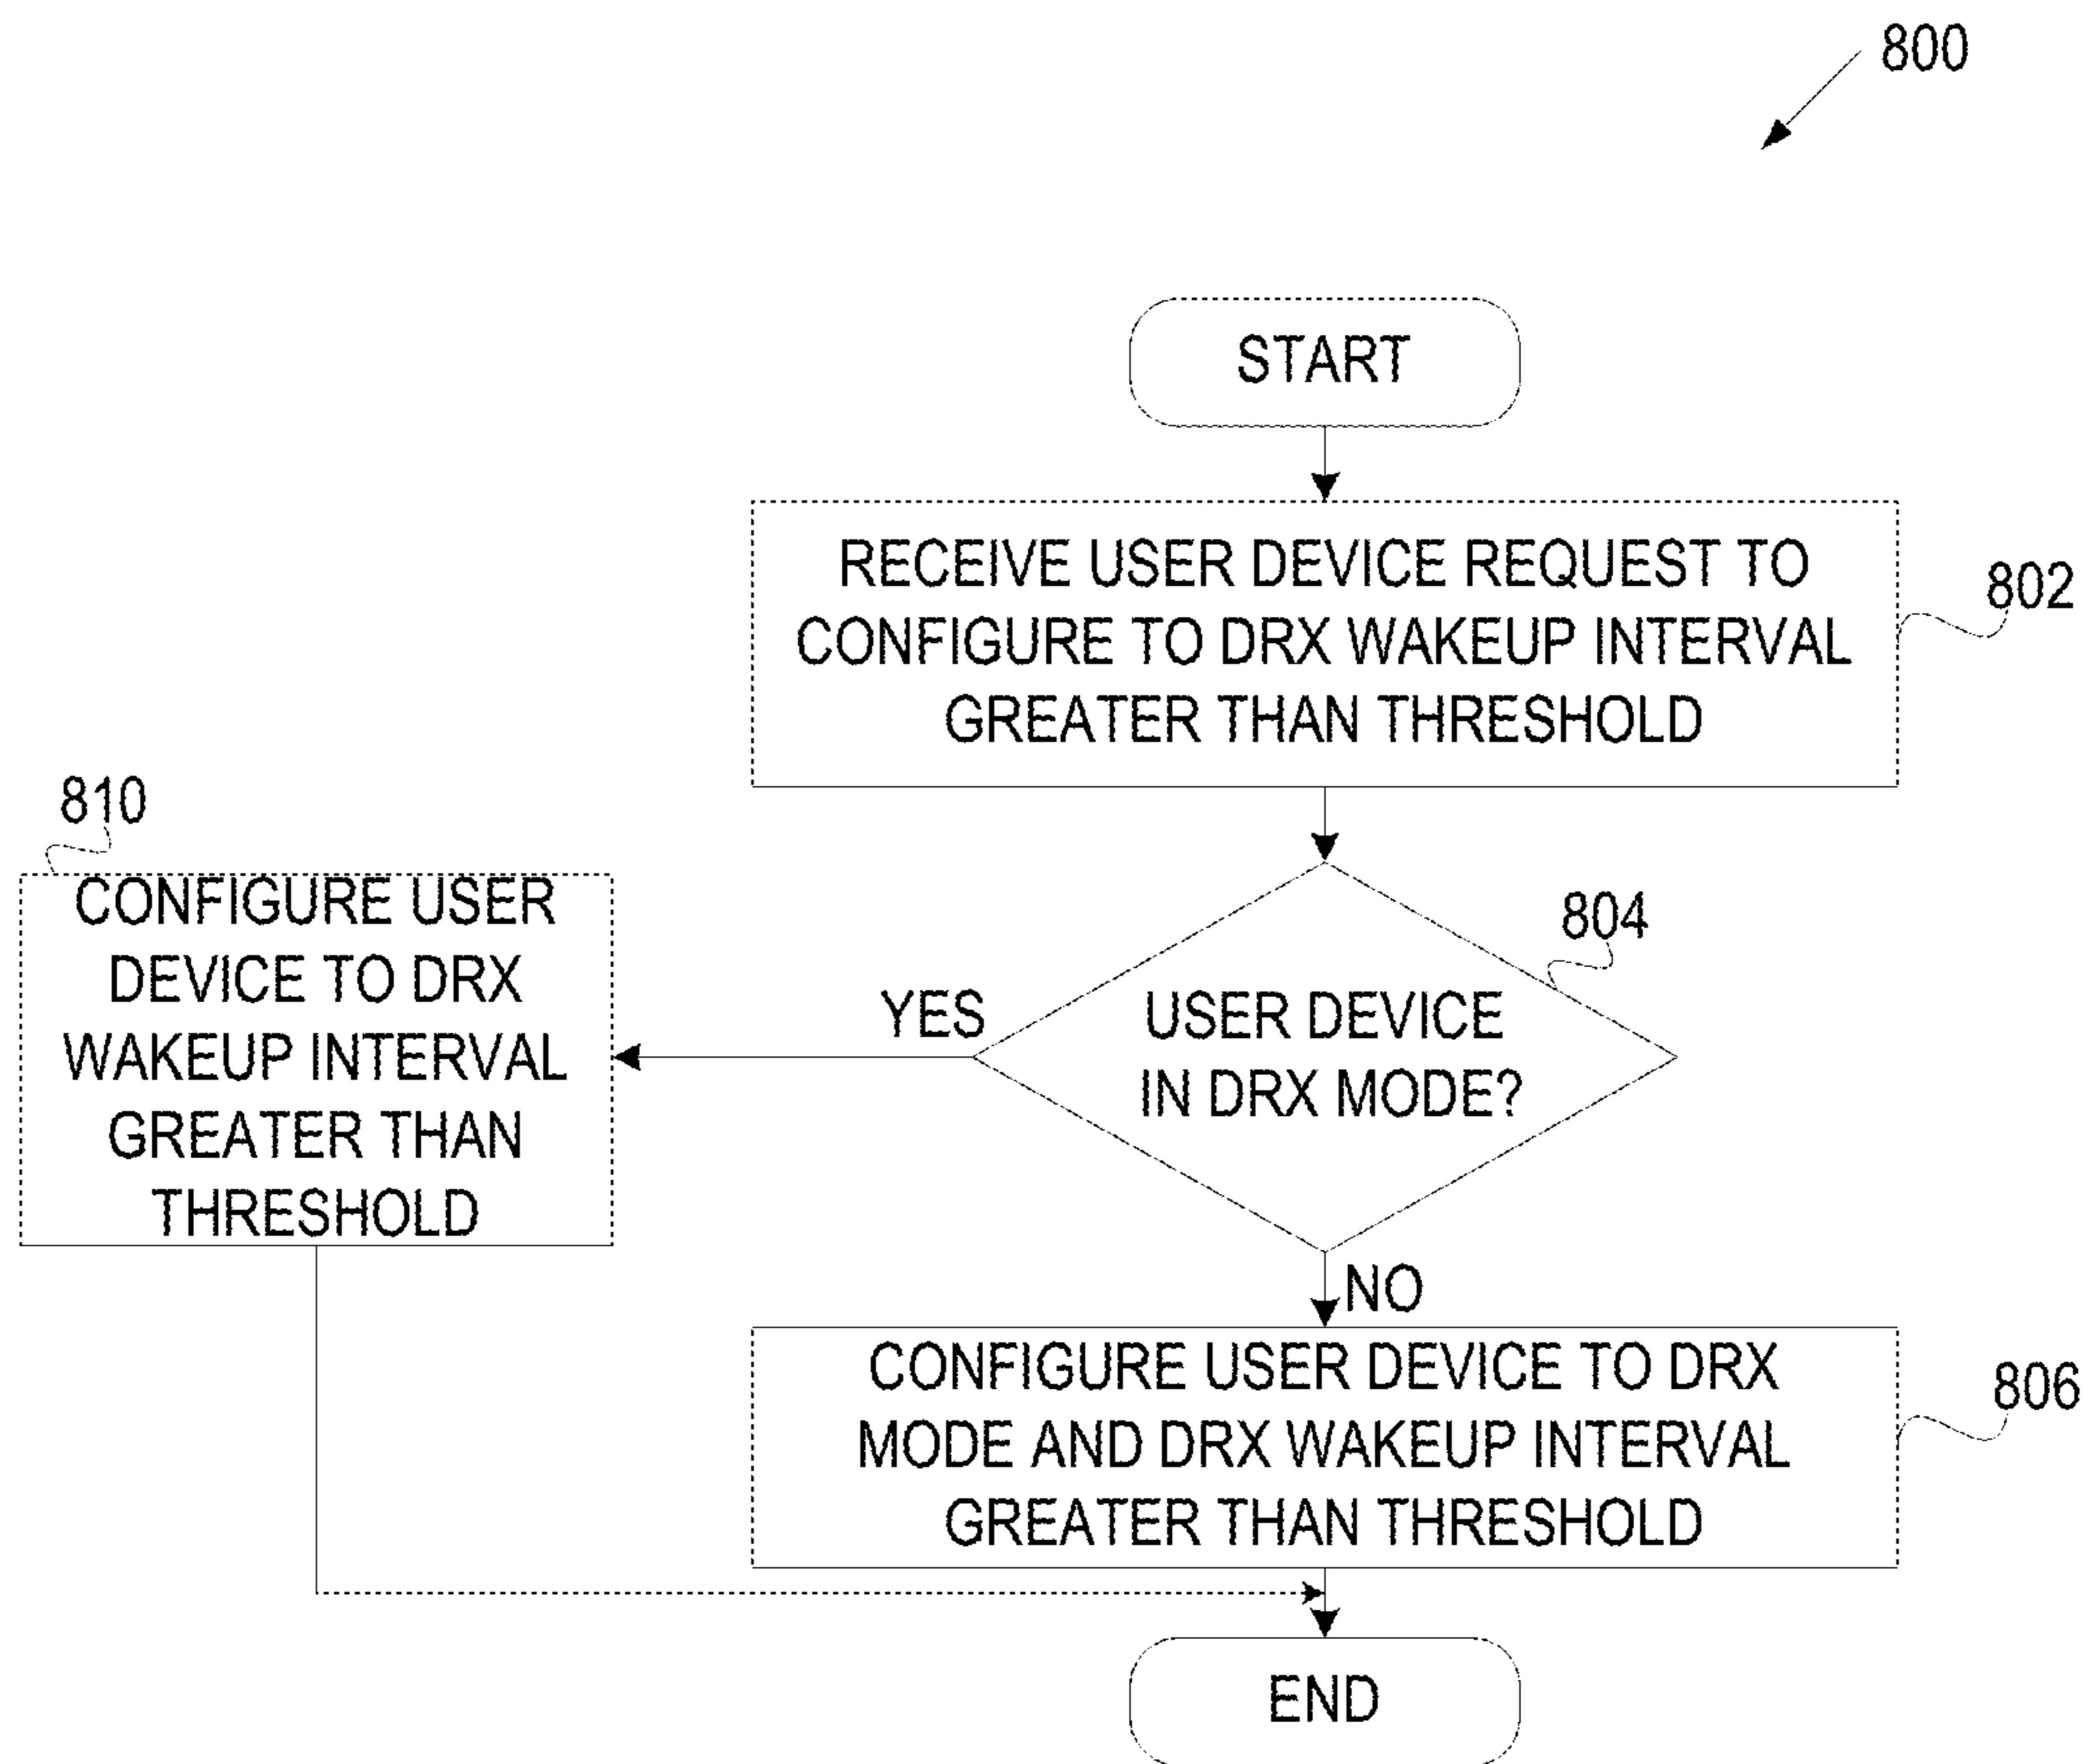 800
START
RECEIVE USER DEVICE REQUEST TO
CONFIGURE TO DRX WAKEUP INTERVAL
GREATER THAN THRESHOLD
802
810
CONFIGURE USER
DEVICE TO DRX
WAKEUP INTERVAL
GREATER THAN
THRESHOLD
804
YES
USER DEVICE
IN DRX MODE?
NO
CONFIGURE USER DEVICE TO DRX
MODE AND DRX WAKEUP INTERVAL
GREATER THAN THRESHOLD
806
END